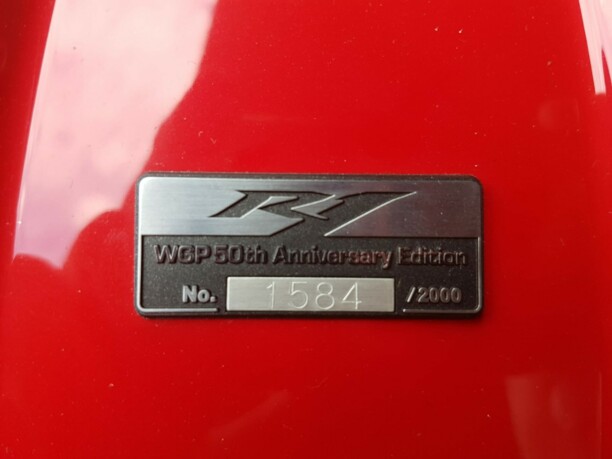 R1
WGP 50th Anniversary Edition
No. 1584 /2000